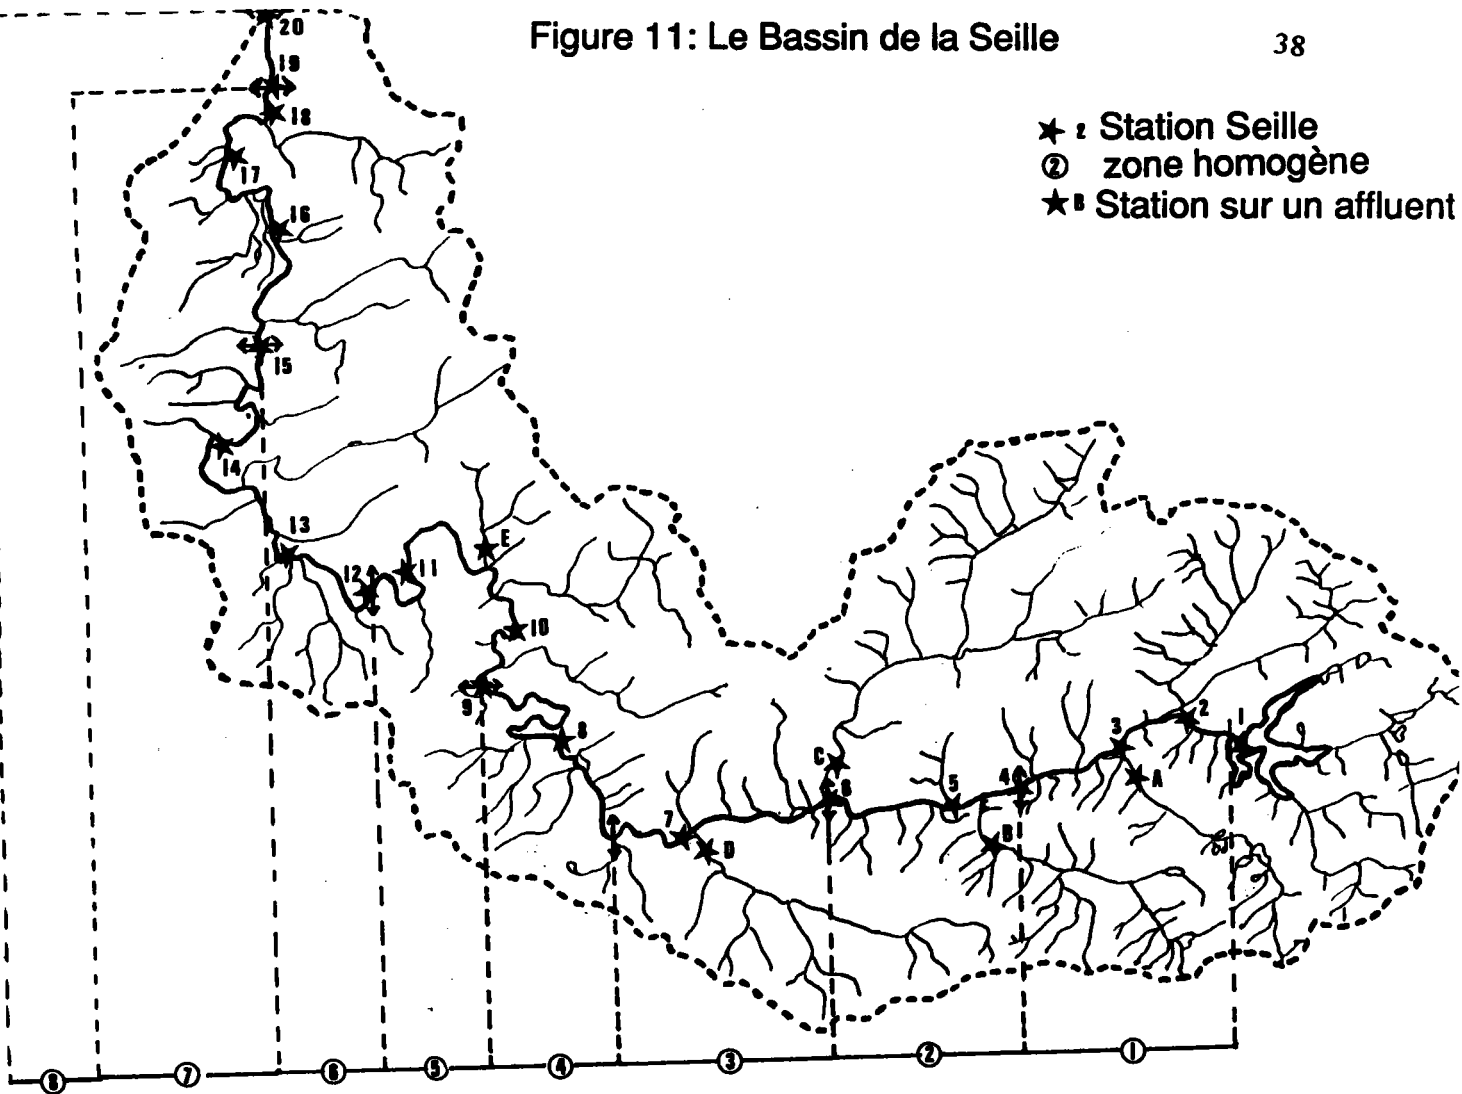 Figure 11: Le Bassin de la Seille
38
2 Station Seille
② zone homogène
B Station sur un affluent
20
19
18
17
16
15
14
13
12
11
E
10
9
8
7
D
C
6
5
4
B
3
A
2
1
⑧ ⑦ ⑥ ⑤ ④ ③ ② ①